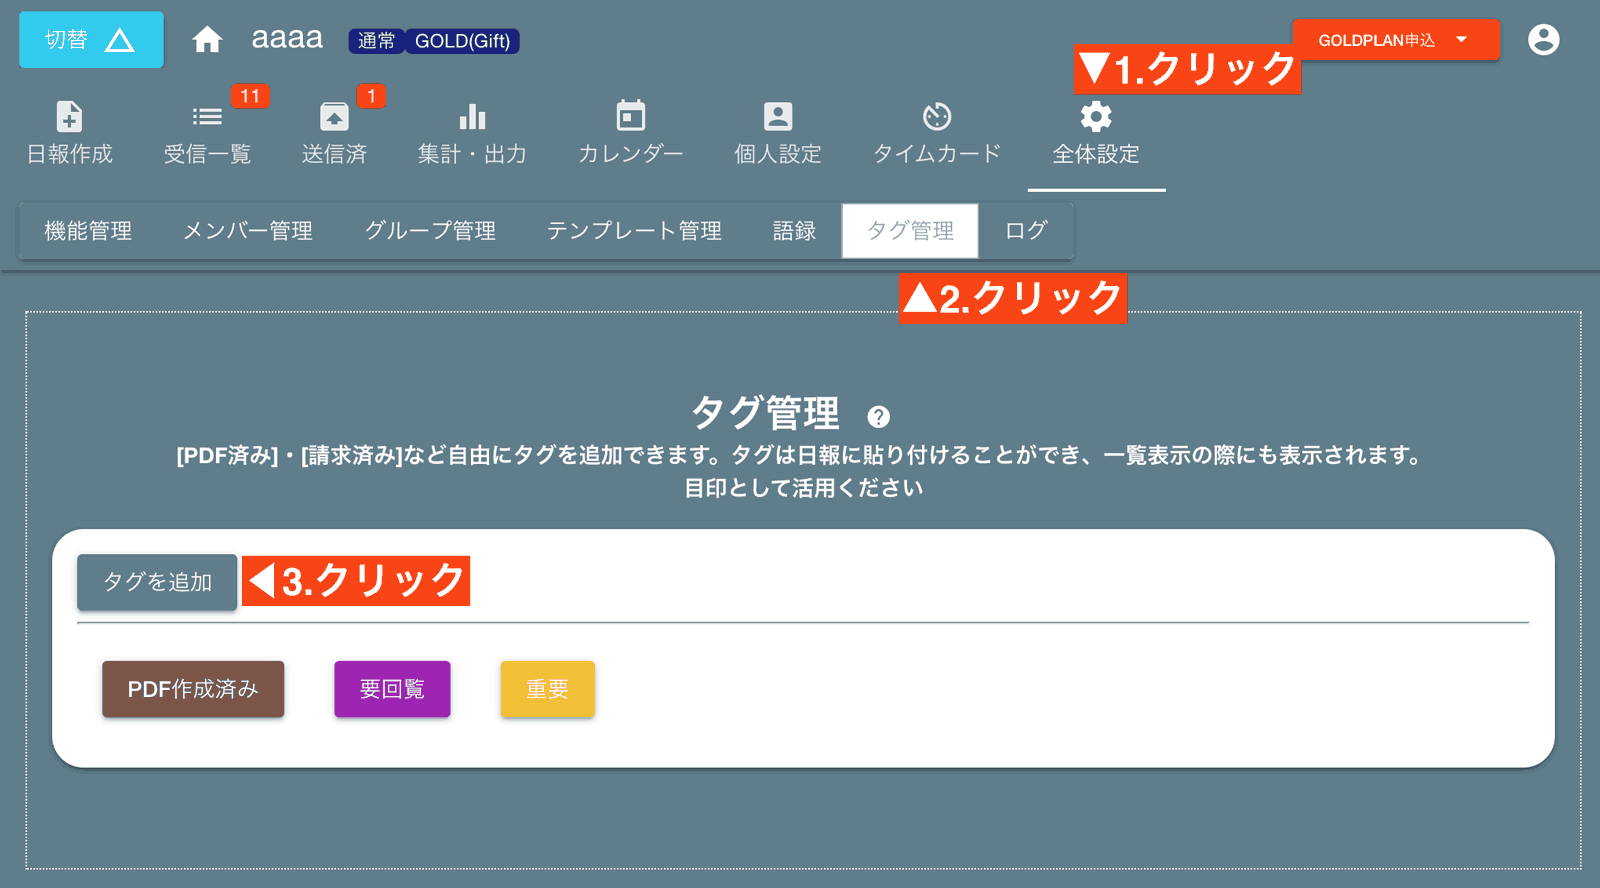 切替 aaaa 通常 GOLD(Gift) GOLDPLAN申込
▼1.クリック
11 1
日報作成 受信一覧 送信済 集計・出力 カレンダー 個人設定 タイムカード 全体設定
機能管理 メンバー管理 グループ管理 テンプレート管理 語録 タグ管理 ログ
▲2.クリック
タグ管理 ?
[PDF済み]・[請求済み]など自由にタグを追加できます。タグは日報に貼り付けることができ、一覧表示の際にも表示されます。
目印として活用ください
タグを追加 ◀3.クリック
PDF作成済み 要回覧 重要